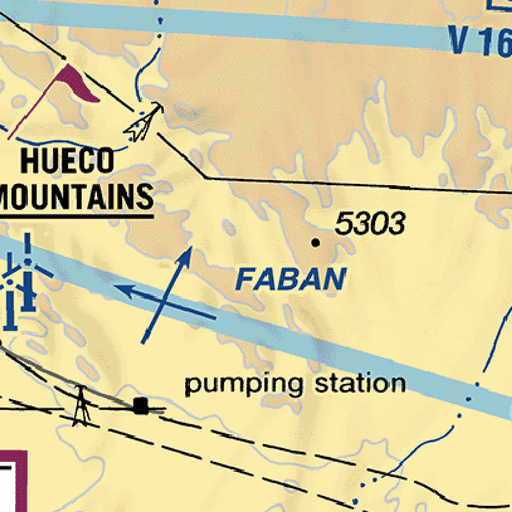 V 16
HUECO
MOUNTAINS
5303
FABAN
pumping station